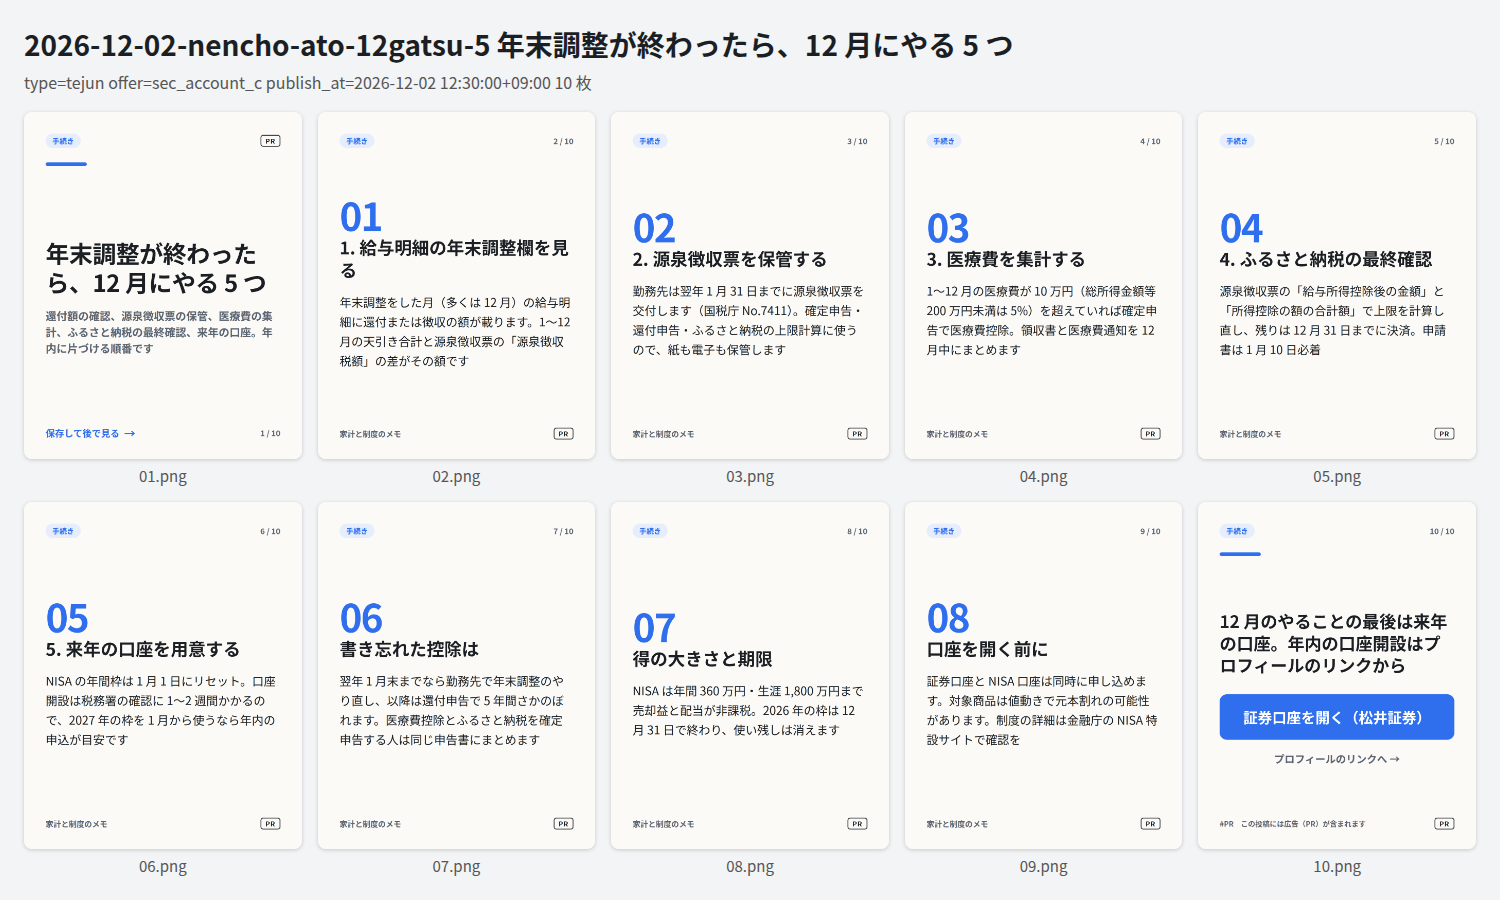 2026-12-02-nencho-ato-12gatsu-5 年末調整が終わったら、12 月にやる 5 つ
type=tejun offer=sec_account_c publish_at=2026-12-02 12:30:00+09:00 10 枚
手続き
PR
年末調整が終わった
ら、12 月にやる 5 つ
還付額の確認、源泉徴収票の保管、医療費の集
計、ふるさと納税の最終確認、来年の口座。年
内に片づける順番です
保存して後で見る →
1 / 10
01.png
手続き
2 / 10
01
1. 給与明細の年末調整欄を見
る
年末調整をした月（多くは 12 月）の給与明
細に還付または徴収の額が載ります。1〜12
月の天引き合計と源泉徴収票の「源泉徴収
税額」の差がその額です
家計と制度のメモ
PR
02.png
手続き
3 / 10
02
2. 源泉徴収票を保管する
勤務先は翌年 1 月 31 日までに源泉徴収票を
交付します（国税庁 No.7411）。確定申告・
還付申告・ふるさと納税の上限計算に使う
ので、紙も電子も保管します
家計と制度のメモ
PR
03.png
手続き
4 / 10
03
3. 医療費を集計する
1〜12 月の医療費が 10 万円（総所得金額等
200 万円未満は 5%）を超えていれば確定申
告で医療費控除。領収書と医療費通知を 12
月中にまとめます
家計と制度のメモ
PR
04.png
手続き
5 / 10
04
4. ふるさと納税の最終確認
源泉徴収票の「給与所得控除後の金額」と
「所得控除の額の合計額」で上限を計算し
直し、残りは 12 月 31 日までに決済。申請
書は 1 月 10 日必着
家計と制度のメモ
PR
05.png
手続き
6 / 10
05
5. 来年の口座を用意する
NISA の年間枠は 1 月 1 日にリセット。口座
開設は税務署の確認に 1〜2 週間かかるの
で、2027 年の枠を 1 月から使うなら年内の
申込が目安です
家計と制度のメモ
PR
06.png
手続き
7 / 10
06
書き忘れた控除は
翌年 1 月末までなら勤務先で年末調整のや
り直し、以降は還付申告で 5 年間さかのぼ
れます。医療費控除とふるさと納税を確定
申告する人は同じ申告書にまとめます
家計と制度のメモ
PR
07.png
手続き
8 / 10
07
得の大きさと期限
NISA は年間 360 万円・生涯 1,800 万円まで
売却益と配当が非課税。2026 年の枠は 12
月 31 日で終わり、使い残しは消えます
家計と制度のメモ
PR
08.png
手続き
9 / 10
08
口座を開く前に
証券口座と NISA 口座は同時に申し込めま
す。対象商品は値動きで元本割れの可能性
があります。制度の詳細は金融庁の NISA 特
設サイトで確認を
家計と制度のメモ
PR
09.png
手続き
10 / 10
12 月のやることの最後は来年
の口座。年内の口座開設はプ
ロフィールのリンクから
証券口座を開く（松井証券）
プロフィールのリンクへ →
#PR この投稿には広告（PR）が含まれます
PR
10.png